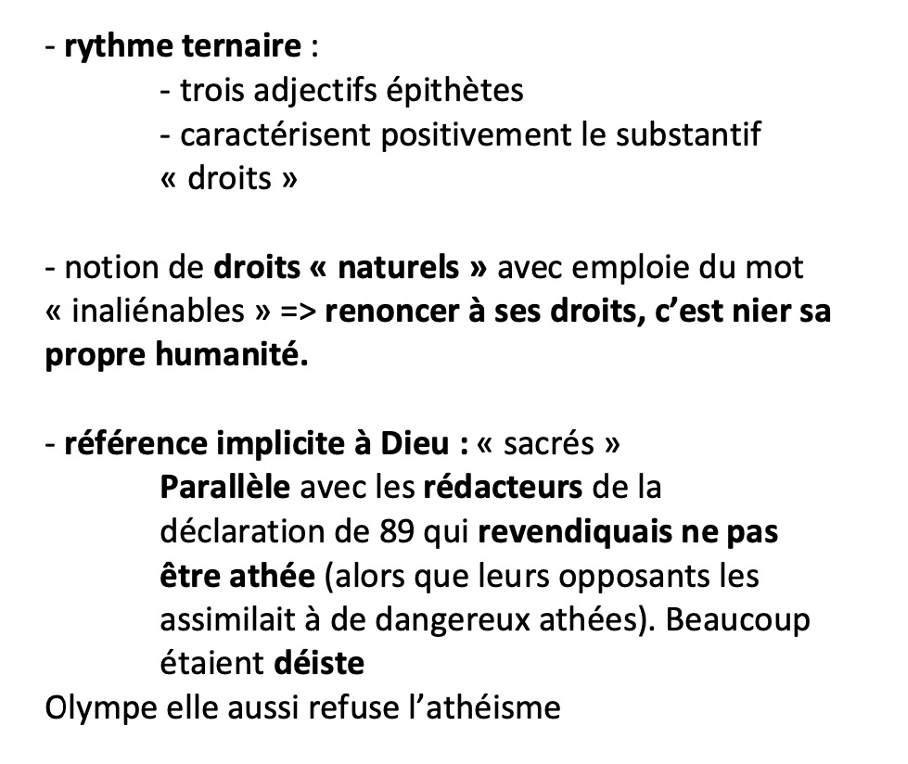 - rythme ternaire :
- trois adjectifs épithètes
- caractérisent positivement le substantif
« droits »
- notion de droits « naturels » avec emploie du mot
« inaliénables » => renoncer à ses droits, c’est nier sa
propre humanité.
- référence implicite à Dieu : « sacrés »
Parallèle avec les rédacteurs de la
déclaration de 89 qui revendiquais ne pas
être athée (alors que leurs opposants les
assimilait à de dangereux athées). Beaucoup
étaient déiste
Olympe elle aussi refuse l’athéisme